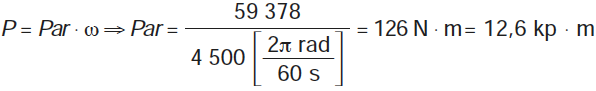 P = Par · ω ⇒ Par = 59 378 / 4 500 [2π rad / 60 s] = 126 N · m = 12,6 kp · m